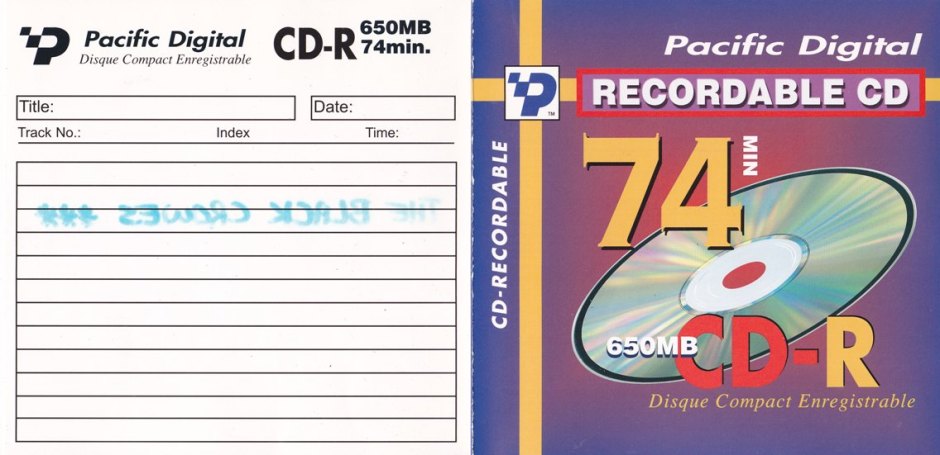 Pacific Digital
Disque Compact Enregistrable
CD-R 650MB
74min.
Title:
Date:
Track No.: Index Time:
THE BLACK CROWES
Pacific Digital
P™
RECORDABLE CD
CD-RECORDABLE
74 MIN
650MB
CD-R
Disque Compact Enregistrable